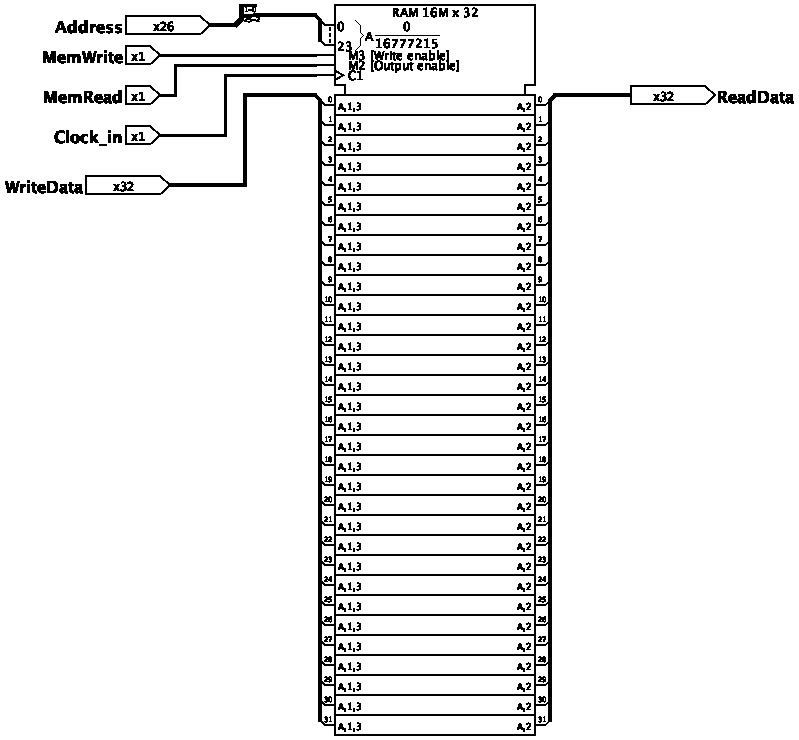 RAM 16M x 32
Address x26
0
23
A 0
16777215
MemWrite x1
M3 [Write enable]
M2 [Output enable]
MemRead x1
C1
x32 ReadData
Clock_in x1
WriteData x32
0 A,1,3 A,2 0
1 A,1,3 A,2 1
2 A,1,3 A,2 2
3 A,1,3 A,2 3
4 A,1,3 A,2 4
5 A,1,3 A,2 5
6 A,1,3 A,2 6
7 A,1,3 A,2 7
8 A,1,3 A,2 8
9 A,1,3 A,2 9
10 A,1,3 A,2 10
11 A,1,3 A,2 11
12 A,1,3 A,2 12
13 A,1,3 A,2 13
14 A,1,3 A,2 14
15 A,1,3 A,2 15
16 A,1,3 A,2 16
17 A,1,3 A,2 17
18 A,1,3 A,2 18
19 A,1,3 A,2 19
20 A,1,3 A,2 20
21 A,1,3 A,2 21
22 A,1,3 A,2 22
23 A,1,3 A,2 23
24 A,1,3 A,2 24
25 A,1,3 A,2 25
26 A,1,3 A,2 26
27 A,1,3 A,2 27
28 A,1,3 A,2 28
29 A,1,3 A,2 29
30 A,1,3 A,2 30
31 A,1,3 A,2 31